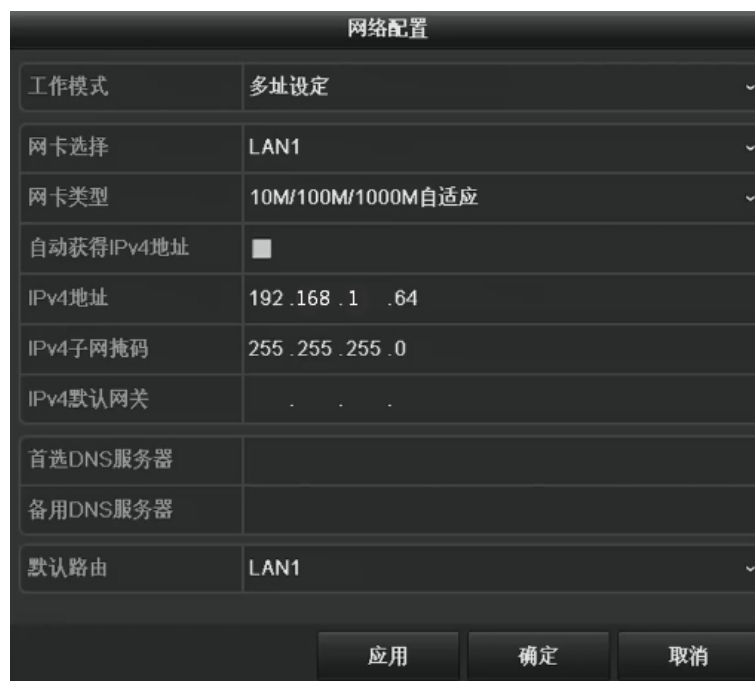 网络配置
工作模式 多址设定
网卡选择 LAN1
网卡类型 10M/100M/1000M自适应
自动获得IPv4地址
IPv4地址 192 .168 .1 .64
IPv4子网掩码 255 .255 .255 .0
IPv4默认网关 . . .
首选DNS服务器
备用DNS服务器
默认路由 LAN1
应用 确定 取消